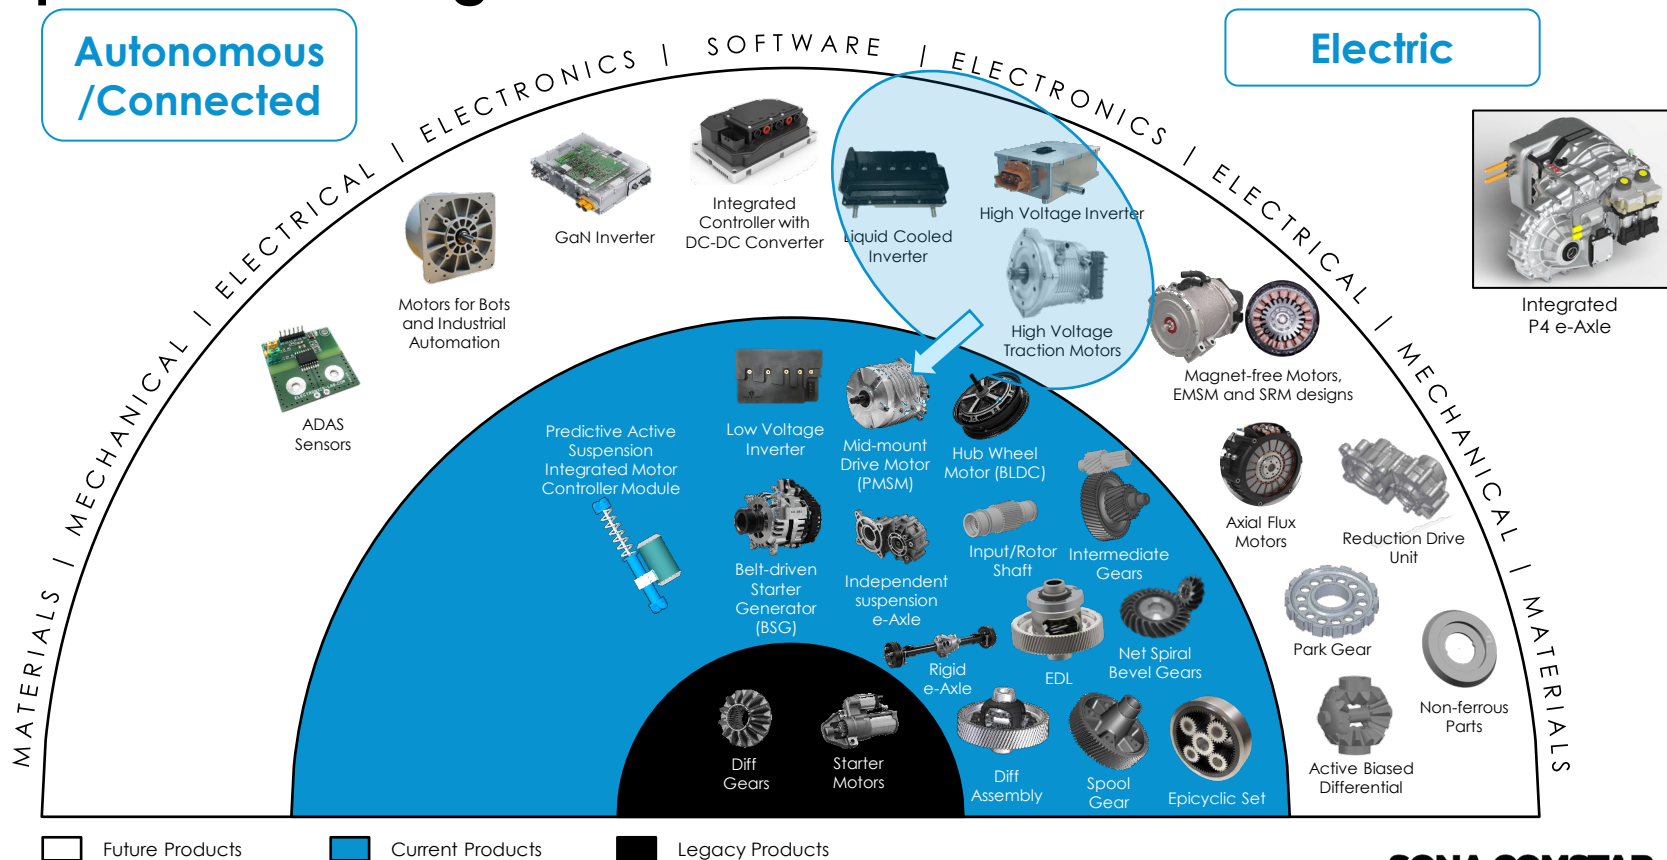 Autonomous
/Connected
Electric
MATERIALS | MECHANICAL | ELECTRICAL | ELECTRONICS | SOFTWARE | ELECTRONICS | ELECTRICAL | MECHANICAL | MATERIALS
Integrated
P4 e-Axle
GaN Inverter
Integrated
Controller with
DC-DC Converter
Liquid Cooled
Inverter
High Voltage Inverter
High Voltage
Traction Motors
Motors for Bots
and Industrial
Automation
ADAS
Sensors
Magnet-free Motors,
EMSM and SRM designs
Axial Flux
Motors
Reduction Drive
Unit
Park Gear
Non-ferrous
Parts
Active Biased
Differential
Predictive Active
Suspension
Integrated Motor
Controller Module
Low Voltage
Inverter
Mid-mount
Drive Motor
(PMSM)
Hub Wheel
Motor (BLDC)
Belt-driven
Starter
Generator
(BSG)
Independent
suspension
e-Axle
Input/Rotor
Shaft
Intermediate
Gears
Rigid
e-Axle
EDL
Net Spiral
Bevel Gears
Diff
Assembly
Spool
Gear
Epicyclic Set
Diff
Gears
Starter
Motors
Future Products
Current Products
Legacy Products
SONA COMSTAR